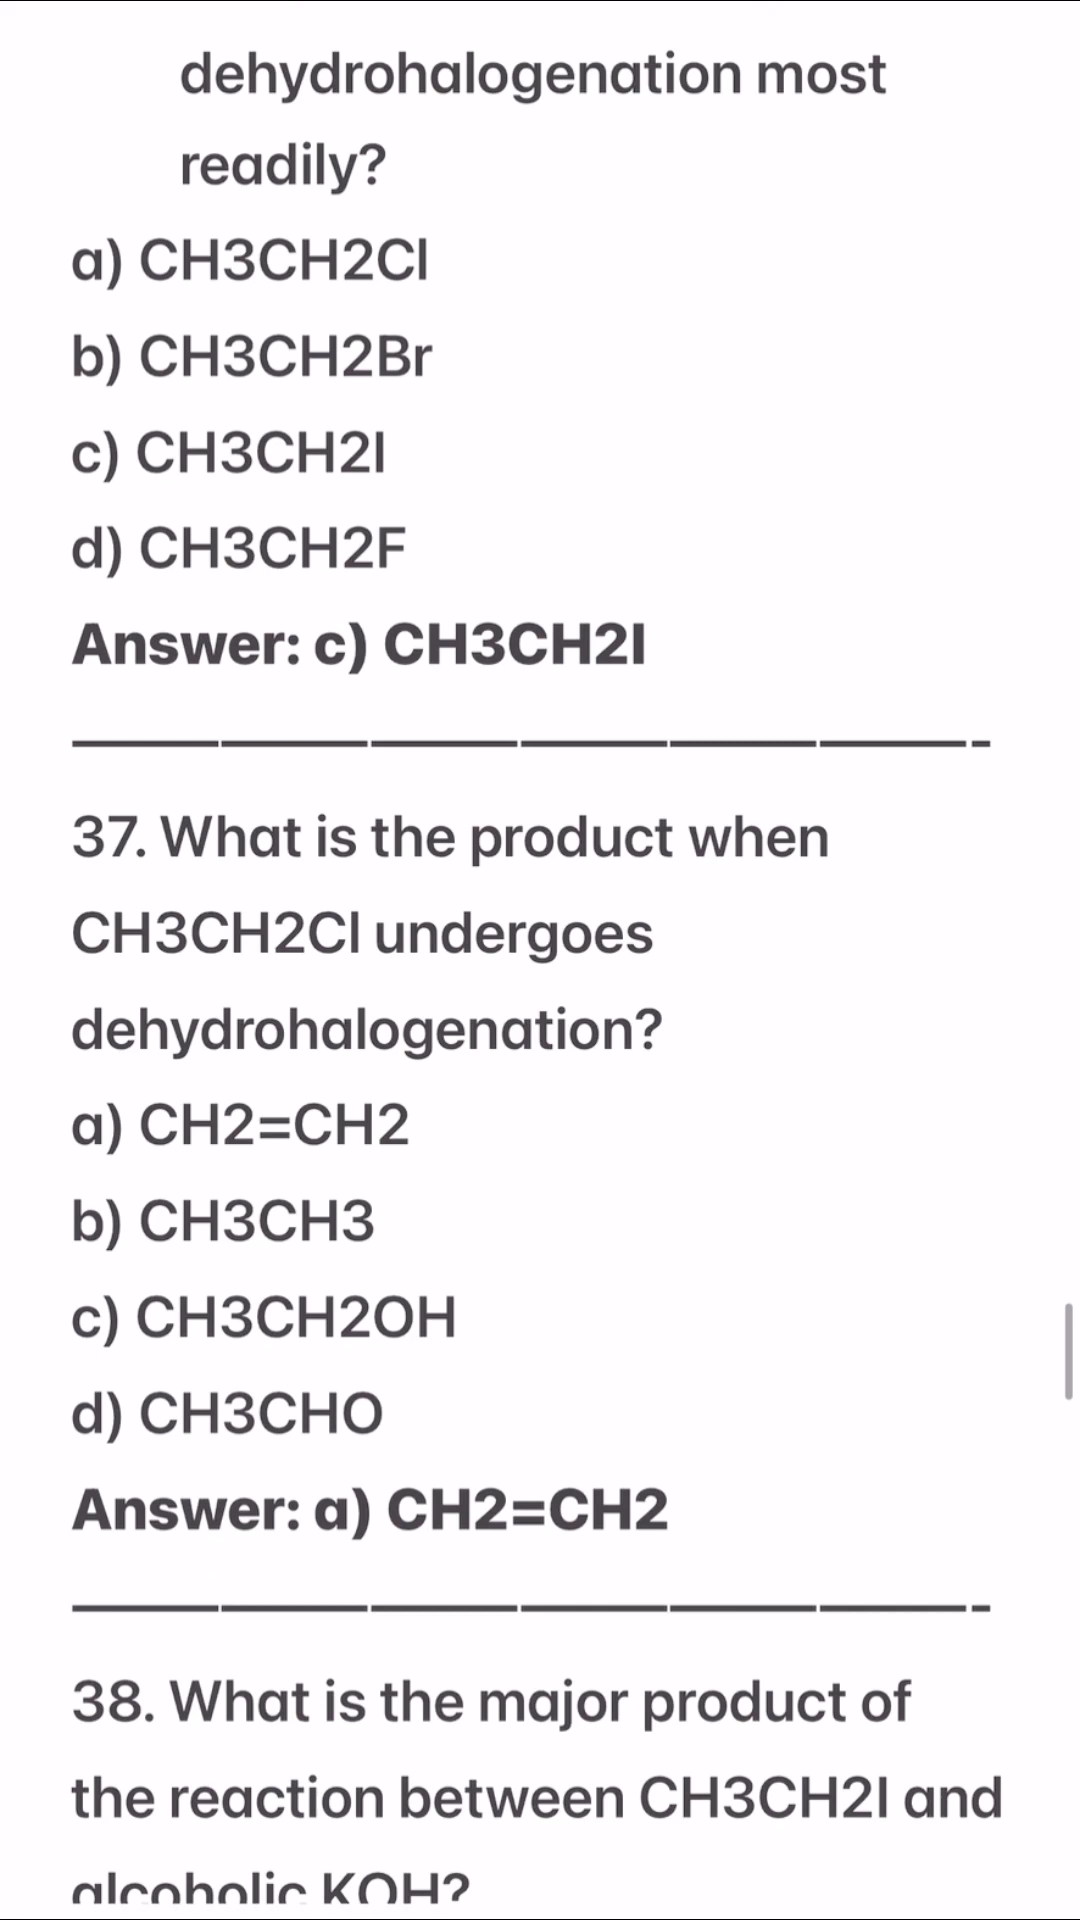 dehydrohalogenation most
readily?
a) CH3CH2Cl
b) CH3CH2Br
c) CH3CH2I
d) CH3CH2F
Answer: c) CH3CH2I
——————————————————-
37. What is the product when
CH3CH2Cl undergoes
dehydrohalogenation?
a) CH2=CH2
b) CH3CH3
c) CH3CH2OH
d) CH3CHO
Answer: a) CH2=CH2
——————————————————-
38. What is the major product of
the reaction between CH3CH2I and
alcoholic KOH?